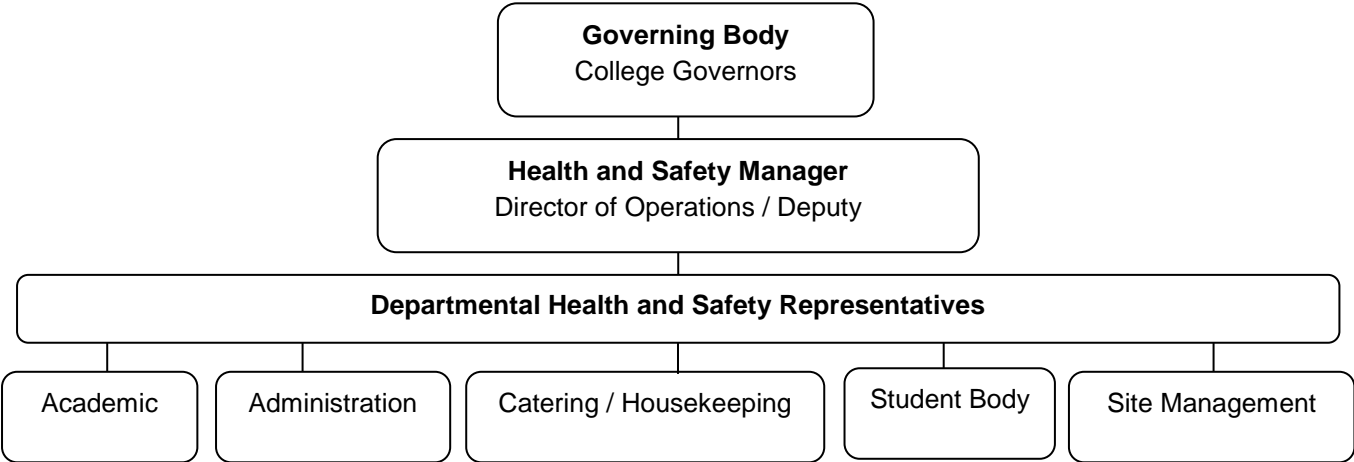 Governing Body
College Governors
Health and Safety Manager
Director of Operations / Deputy
Departmental Health and Safety Representatives
Academic
Administration
Catering / Housekeeping
Student Body
Site Management